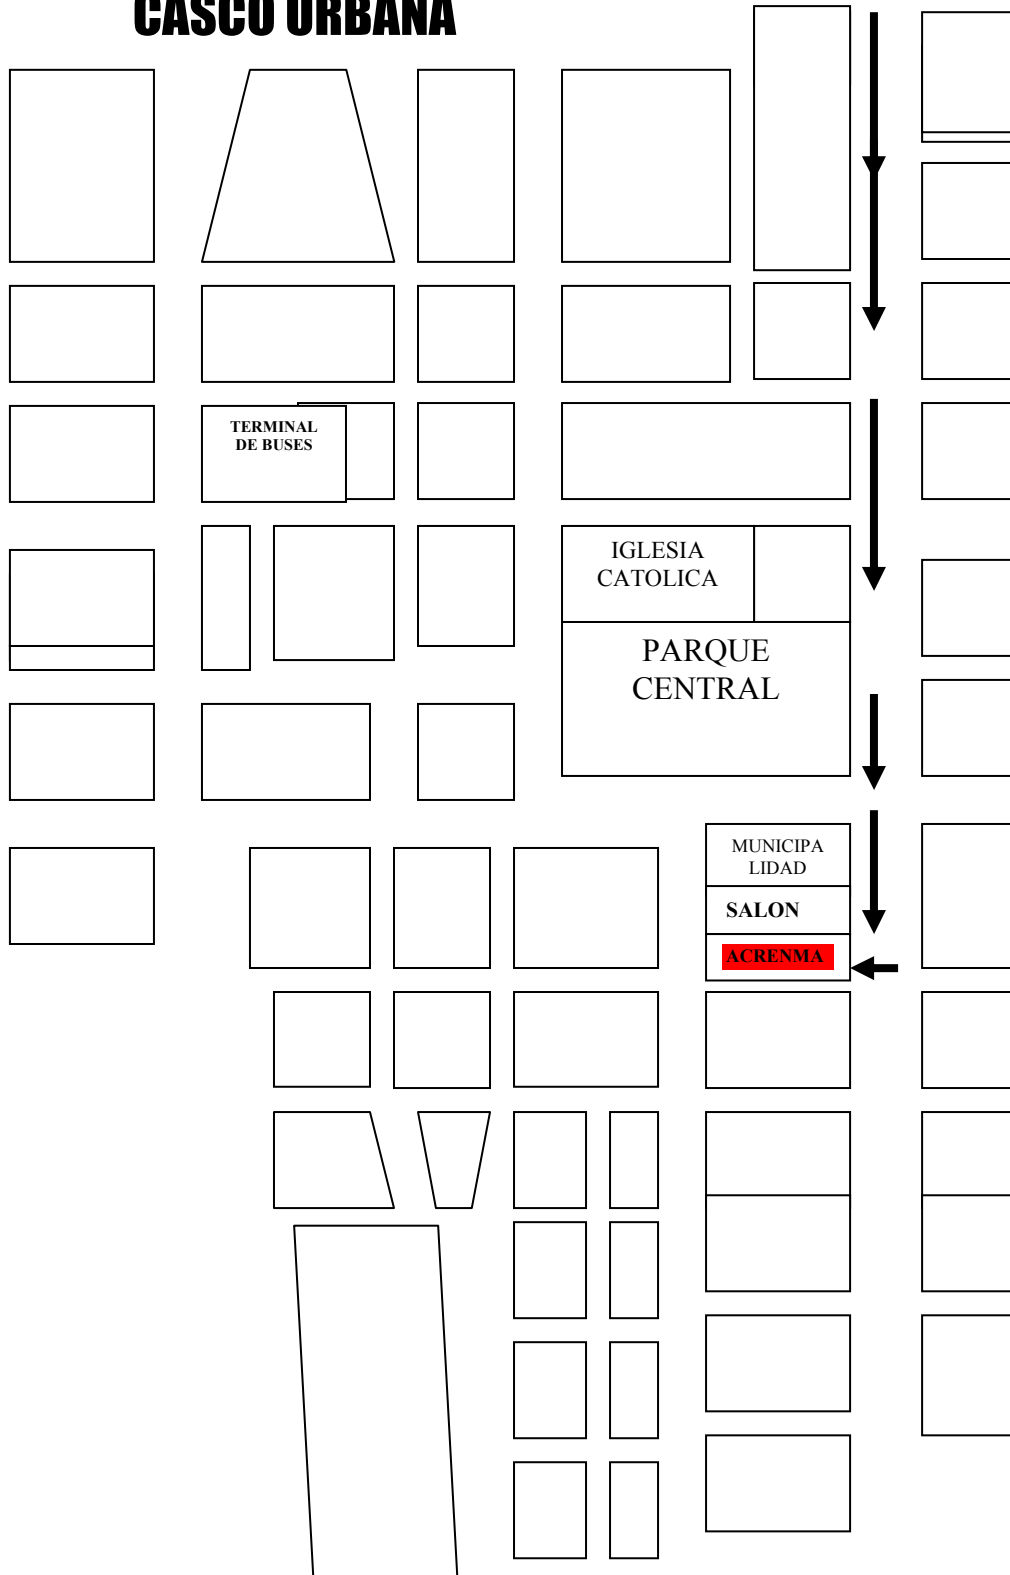 CASCO URBANA
TERMINAL
DE BUSES
IGLESIA
CATOLICA
PARQUE
CENTRAL
MUNICIPA
LIDAD
SALON
ACRENMA